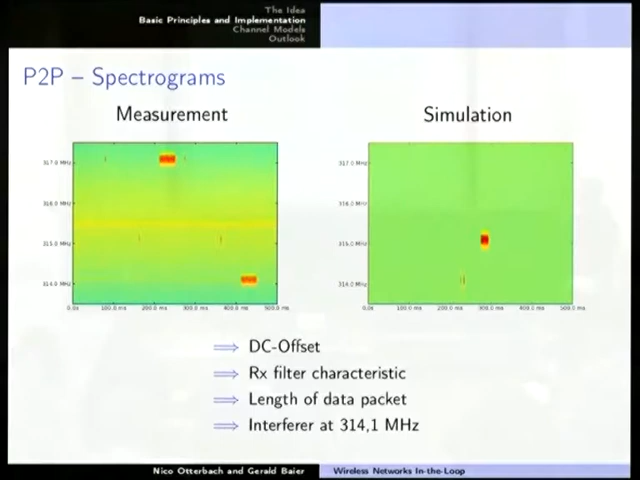 The Idea
Basic Principles and Implementation
Channel Models
Outlook
P2P – Spectrograms
Measurement
Simulation
317.0 MHz
316.0 MHz
315.0 MHz
314.0 MHz
0.0s 100.0 ms 200.0 ms 300.0 ms 400.0 ms 500.0 ms
317.0 MHz
316.0 MHz
315.0 MHz
314.0 MHz
0.0s 100.0 ms 200.0 ms 300.0 ms 400.0 ms 500.0 ms
⟹ DC-Offset
⟹ Rx filter characteristic
⟹ Length of data packet
⟹ Interferer at 314,1 MHz
Nico Otterbach and Gerald Baier
Wireless Networks In-the-Loop